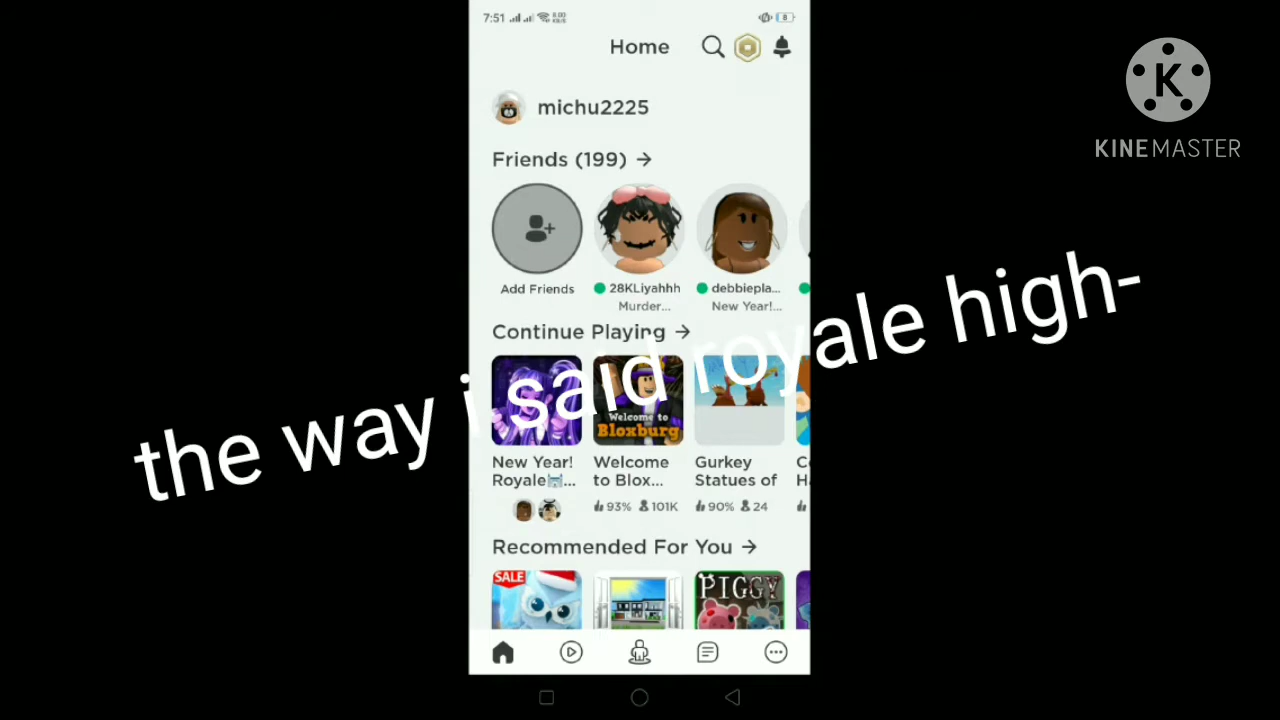 7:51
8
Home
michu2225
Friends (199) →
Add Friends
28KLiyahhh
debbiepla...
Murder...
New Year!...
Continue Playing →
the way i said royale high-
Welcome to
Bloxburg
New Year!
Royale...
Welcome
to Blox...
Gurkey
Statues of
93% 101K
90% 24
Recommended For You →
SALE
PIGGY
K
KINEMASTER